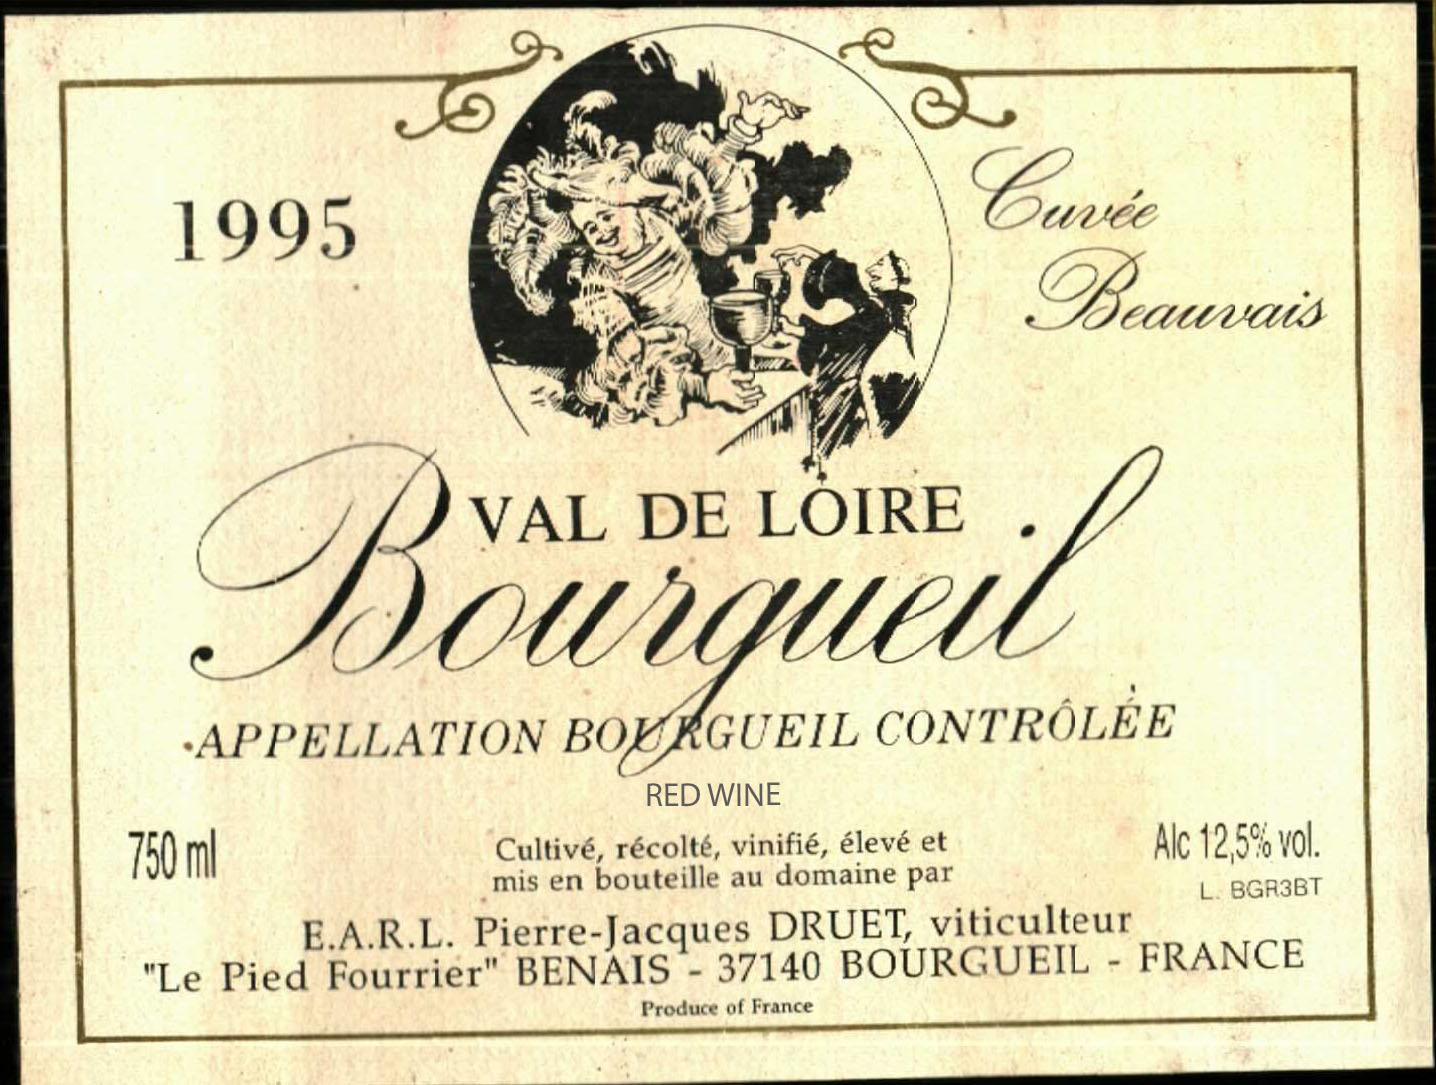 1995
Cuvée
Beauvais
VAL DE LOIRE
Bourgueil
APPELLATION BOURGUEIL CONTRÔLÉE
RED WINE
750 ml
Cultivé, récolté, vinifié, élevé et
mis en bouteille au domaine par
Alc 12,5% vol.
L. BGR3BT
E.A.R.L. Pierre-Jacques DRUET, viticulteur
"Le Pied Fourrier" BENAIS - 37140 BOURGUEIL - FRANCE
Produce of France